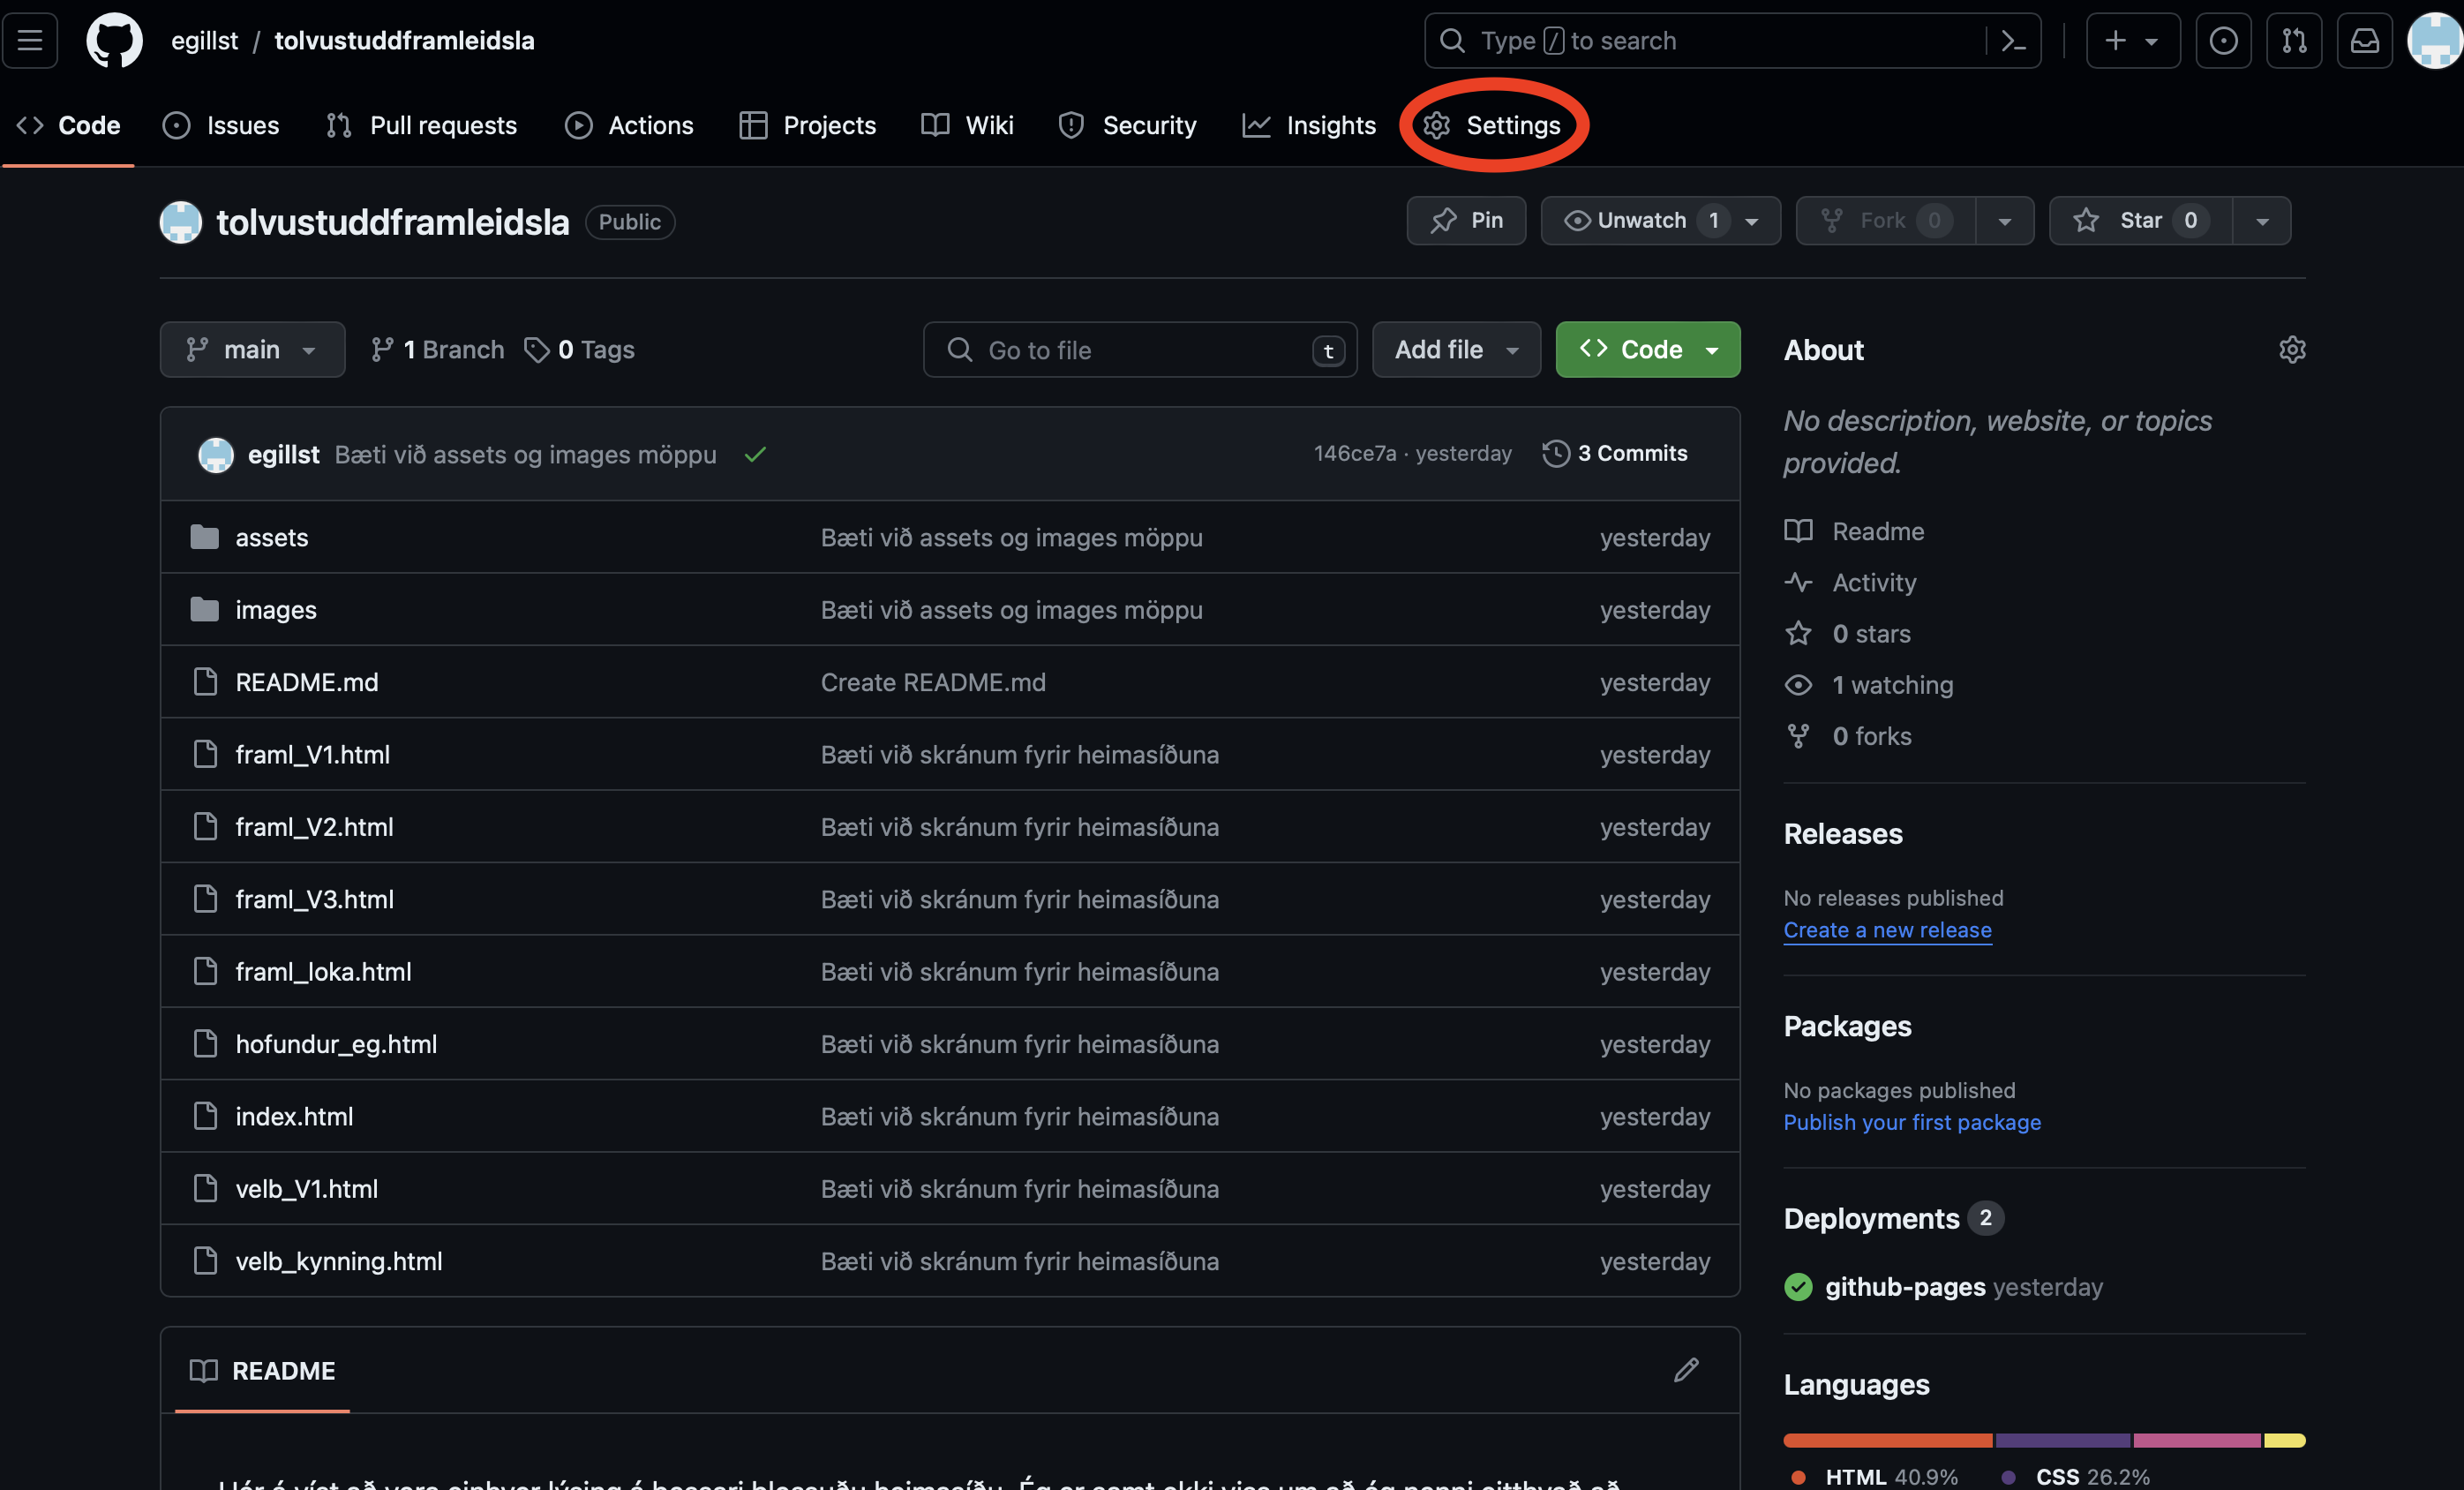 egillst / tolvustuddframleidsla
Type / to search
Code Issues Pull requests Actions Projects Wiki Security Insights Settings
tolvustuddframleidsla Public
Pin Unwatch 1 Fork 0 Star 0
main 1 Branch 0 Tags Go to file t Add file Code
egillst Bæti við assets og images möppu 146ce7a · yesterday 3 Commits
assets Bæti við assets og images möppu yesterday
images Bæti við assets og images möppu yesterday
README.md Create README.md yesterday
framl_V1.html Bæti við skránum fyrir heimasíðuna yesterday
framl_V2.html Bæti við skránum fyrir heimasíðuna yesterday
framl_V3.html Bæti við skránum fyrir heimasíðuna yesterday
framl_loka.html Bæti við skránum fyrir heimasíðuna yesterday
hofundur_eg.html Bæti við skránum fyrir heimasíðuna yesterday
index.html Bæti við skránum fyrir heimasíðuna yesterday
velb_V1.html Bæti við skránum fyrir heimasíðuna yesterday
velb_kynning.html Bæti við skránum fyrir heimasíðuna yesterday
README
About
No description, website, or topics
provided.
Readme
Activity
0 stars
1 watching
0 forks
Releases
No releases published
Create a new release
Packages
No packages published
Publish your first package
Deployments 2
github-pages yesterday
Languages
HTML 40.9% CSS 26.2%